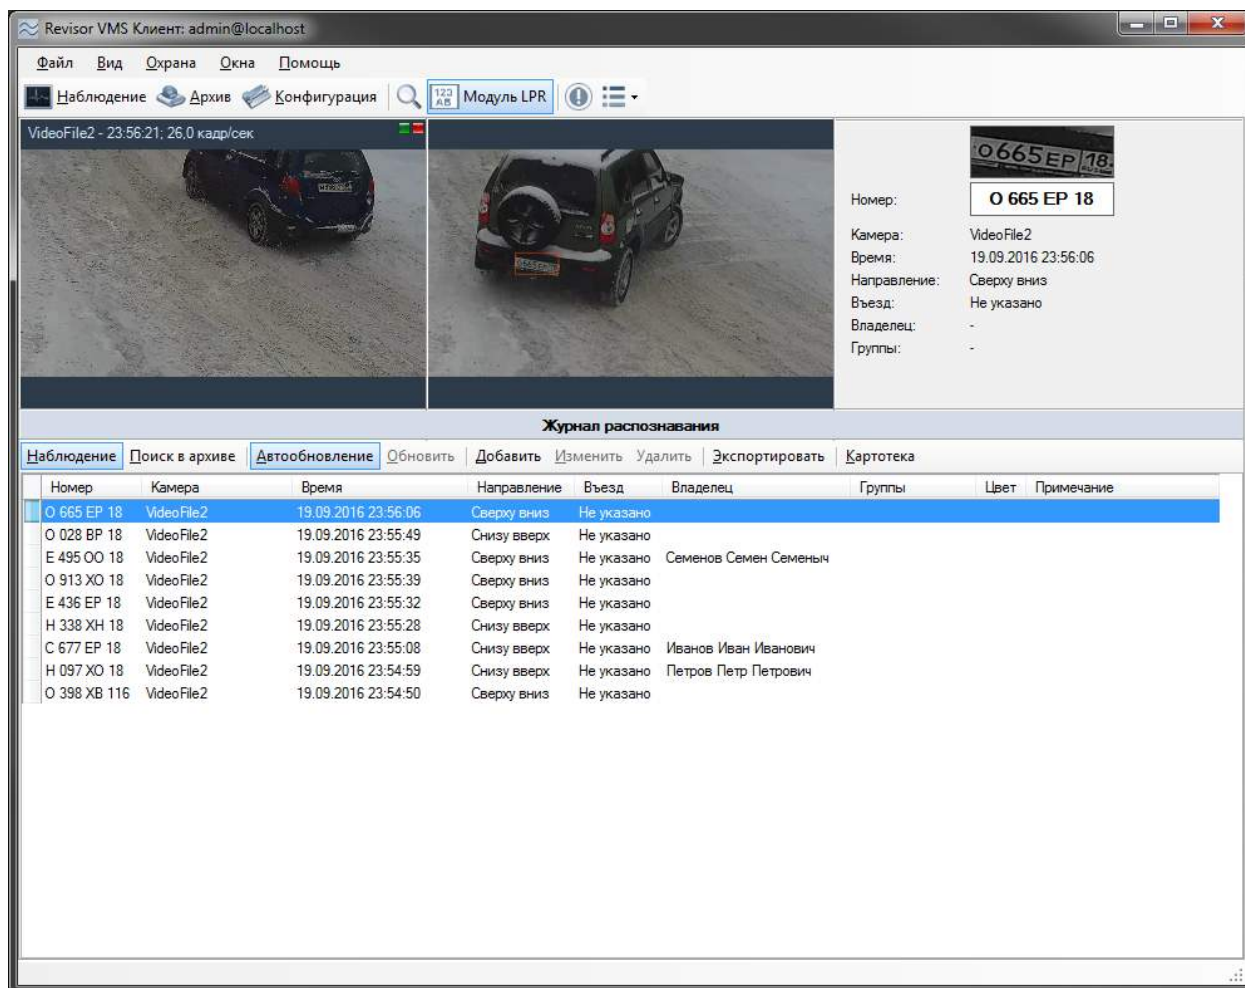 Revisor VMS Клиент: admin@localhost
Файл Вид Охрана Окна Помощь
Наблюдение Архив Конфигурация Модуль LPR
VideoFile2 - 23:56:21; 26,0 кадр/сек
О665ЕР 18
Номер: О 665 ЕР 18
Камера: VideoFile2
Время: 19.09.2016 23:56:06
Направление: Сверху вниз
Въезд: Не указано
Владелец: -
Группы: -
Журнал распознавания
Наблюдение Поиск в архиве Автообновление Обновить Добавить Изменить Удалить Экспортировать Картотека
Номер Камера Время Направление Въезд Владелец Группы Цвет Примечание
О 665 ЕР 18 VideoFile2 19.09.2016 23:56:06 Сверху вниз Не указано
О 028 ВР 18 VideoFile2 19.09.2016 23:55:49 Снизу вверх Не указано
Е 495 ОО 18 VideoFile2 19.09.2016 23:55:35 Сверху вниз Не указано Семенов Семен Семеныч
О 913 ХО 18 VideoFile2 19.09.2016 23:55:39 Сверху вниз Не указано
Е 436 ЕР 18 VideoFile2 19.09.2016 23:55:32 Сверху вниз Не указано
Н 338 ХН 18 VideoFile2 19.09.2016 23:55:28 Снизу вверх Не указано
С 677 ЕР 18 VideoFile2 19.09.2016 23:55:08 Снизу вверх Не указано Иванов Иван Иванович
Н 097 ХО 18 VideoFile2 19.09.2016 23:54:59 Снизу вверх Не указано Петров Петр Петрович
О 398 ХВ 116 VideoFile2 19.09.2016 23:54:50 Сверху вниз Не указано